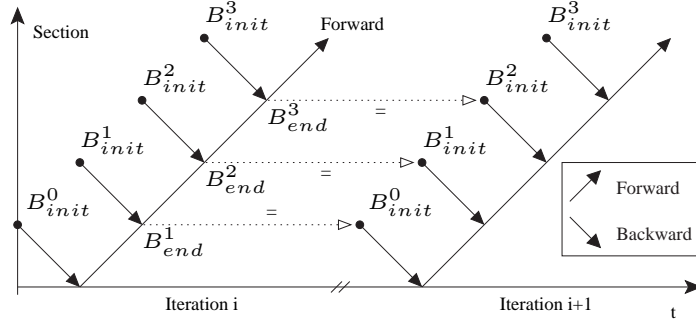 B^3_{init}
B^3_{init}
Section
Forward
B^2_{init}
B^2_{init}
B^3_{end}
=
B^1_{init}
B^1_{init}
B^2_{end}
=
B^0_{init}
B^0_{init}
Forward
=
B^1_{end}
Backward
Iteration i
Iteration i+1
t